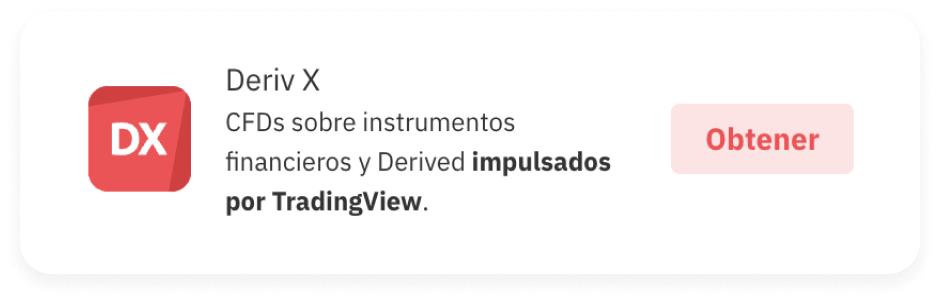 DX
Deriv X
CFDs sobre instrumentos
financieros y Derived impulsados
por TradingView.
Obtener